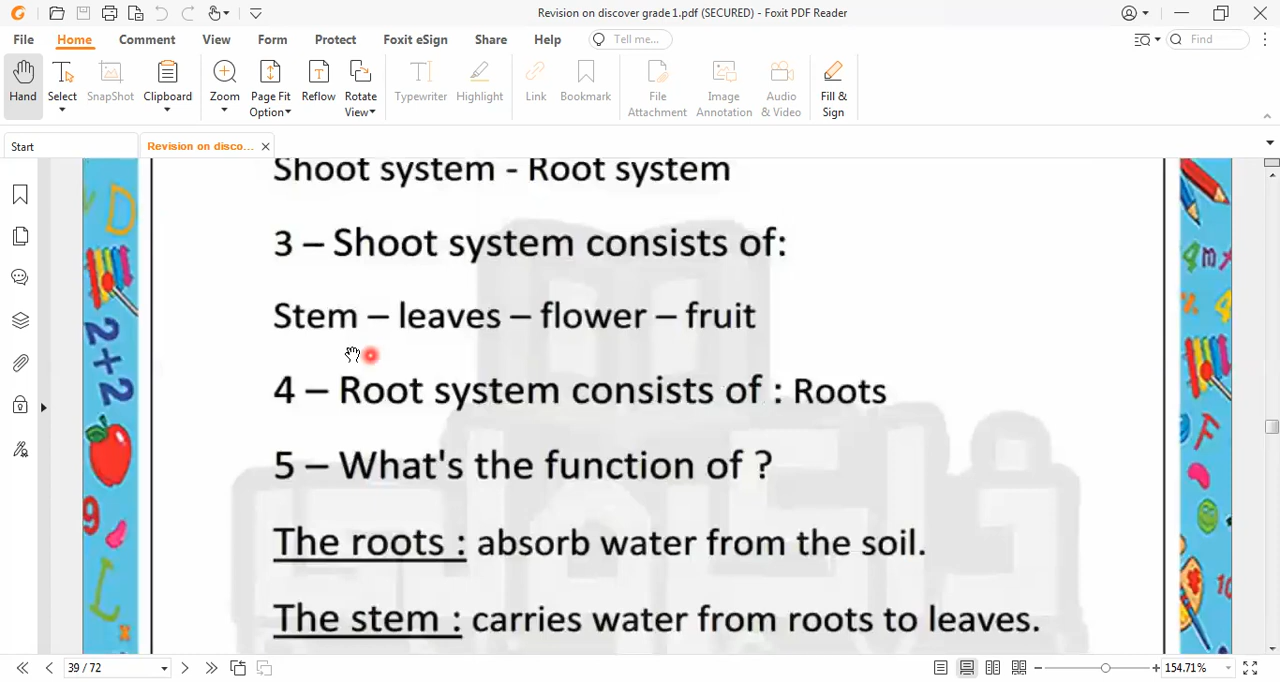 Revision on discover grade1.pdf (SECURED) - Foxit PDF Reader
File Home Comment View Form Protect Foxit eSign Share Help Tell me... Find
Hand Select SnapShot Clipboard Zoom Page Fit Option Reflow Rotate View Typewriter Highlight Link Bookmark File Attachment Image Annotation Audio & Video Fill & Sign
Start Revision on disco...
Shoot system - Root system
3 – Shoot system consists of:
Stem – leaves – flower – fruit
4 – Root system consists of : Roots
5 – What's the function of ?
The roots : absorb water from the soil.
The stem : carries water from roots to leaves.
39 / 72 154.71%